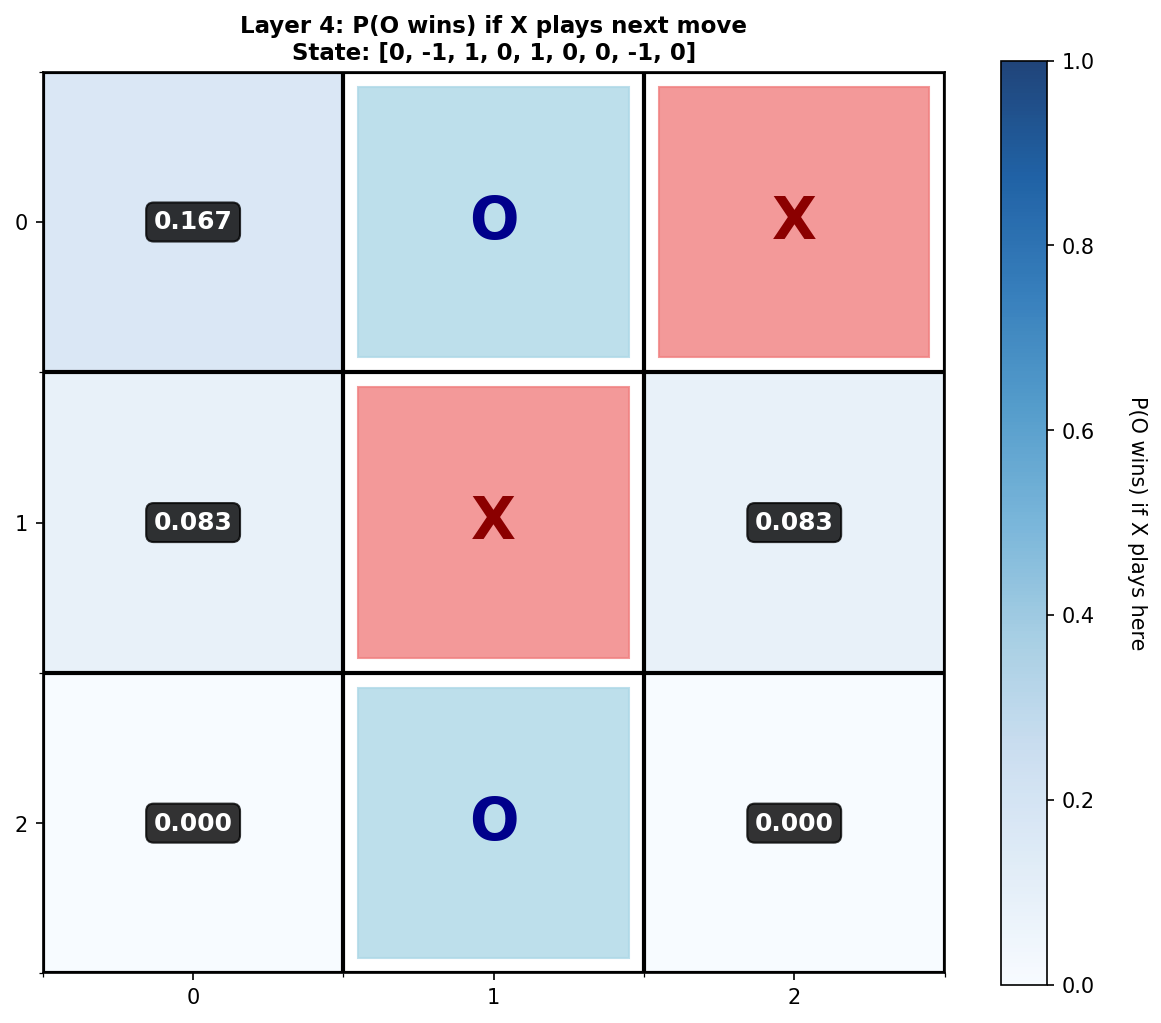 Layer 4: P(O wins) if X plays next move
State: [0, -1, 1, 0, 1, 0, 0, -1, 0]
0
0.167
O
X
1
0.083
X
0.083
2
0.000
O
0.000
0
1
2
1.0
0.8
0.6
0.4
0.2
0.0
P(O wins) if X plays here